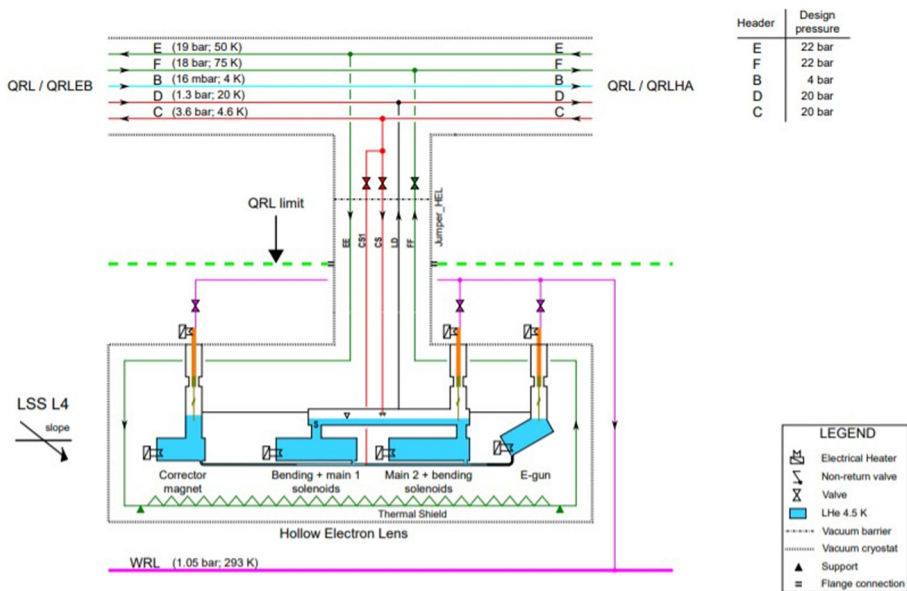 Header Design pressure
E 22 bar
F 22 bar
B 4 bar
D 20 bar
C 20 bar
E (19 bar; 50 K) E
F (18 bar; 75 K) F
QRL / QRLEB B (16 mbar; 4 K) B QRL / QRLHA
D (1.3 bar; 20 K) D
C (3.6 bar; 4.6 K) C
QRL limit
Jumper_HEL
EE CS1 CS LD FF
LSS L4
slope
S
Corrector magnet
Bending + main 1 solenoids
Main 2 + bending solenoids
E-gun
Thermal Shield
Hollow Electron Lens
WRL (1.05 bar; 293 K)
LEGEND
Electrical Heater
Non-return valve
Valve
LHe 4.5 K
Vacuum barrier
Vacuum cryostat
Support
Flange connection